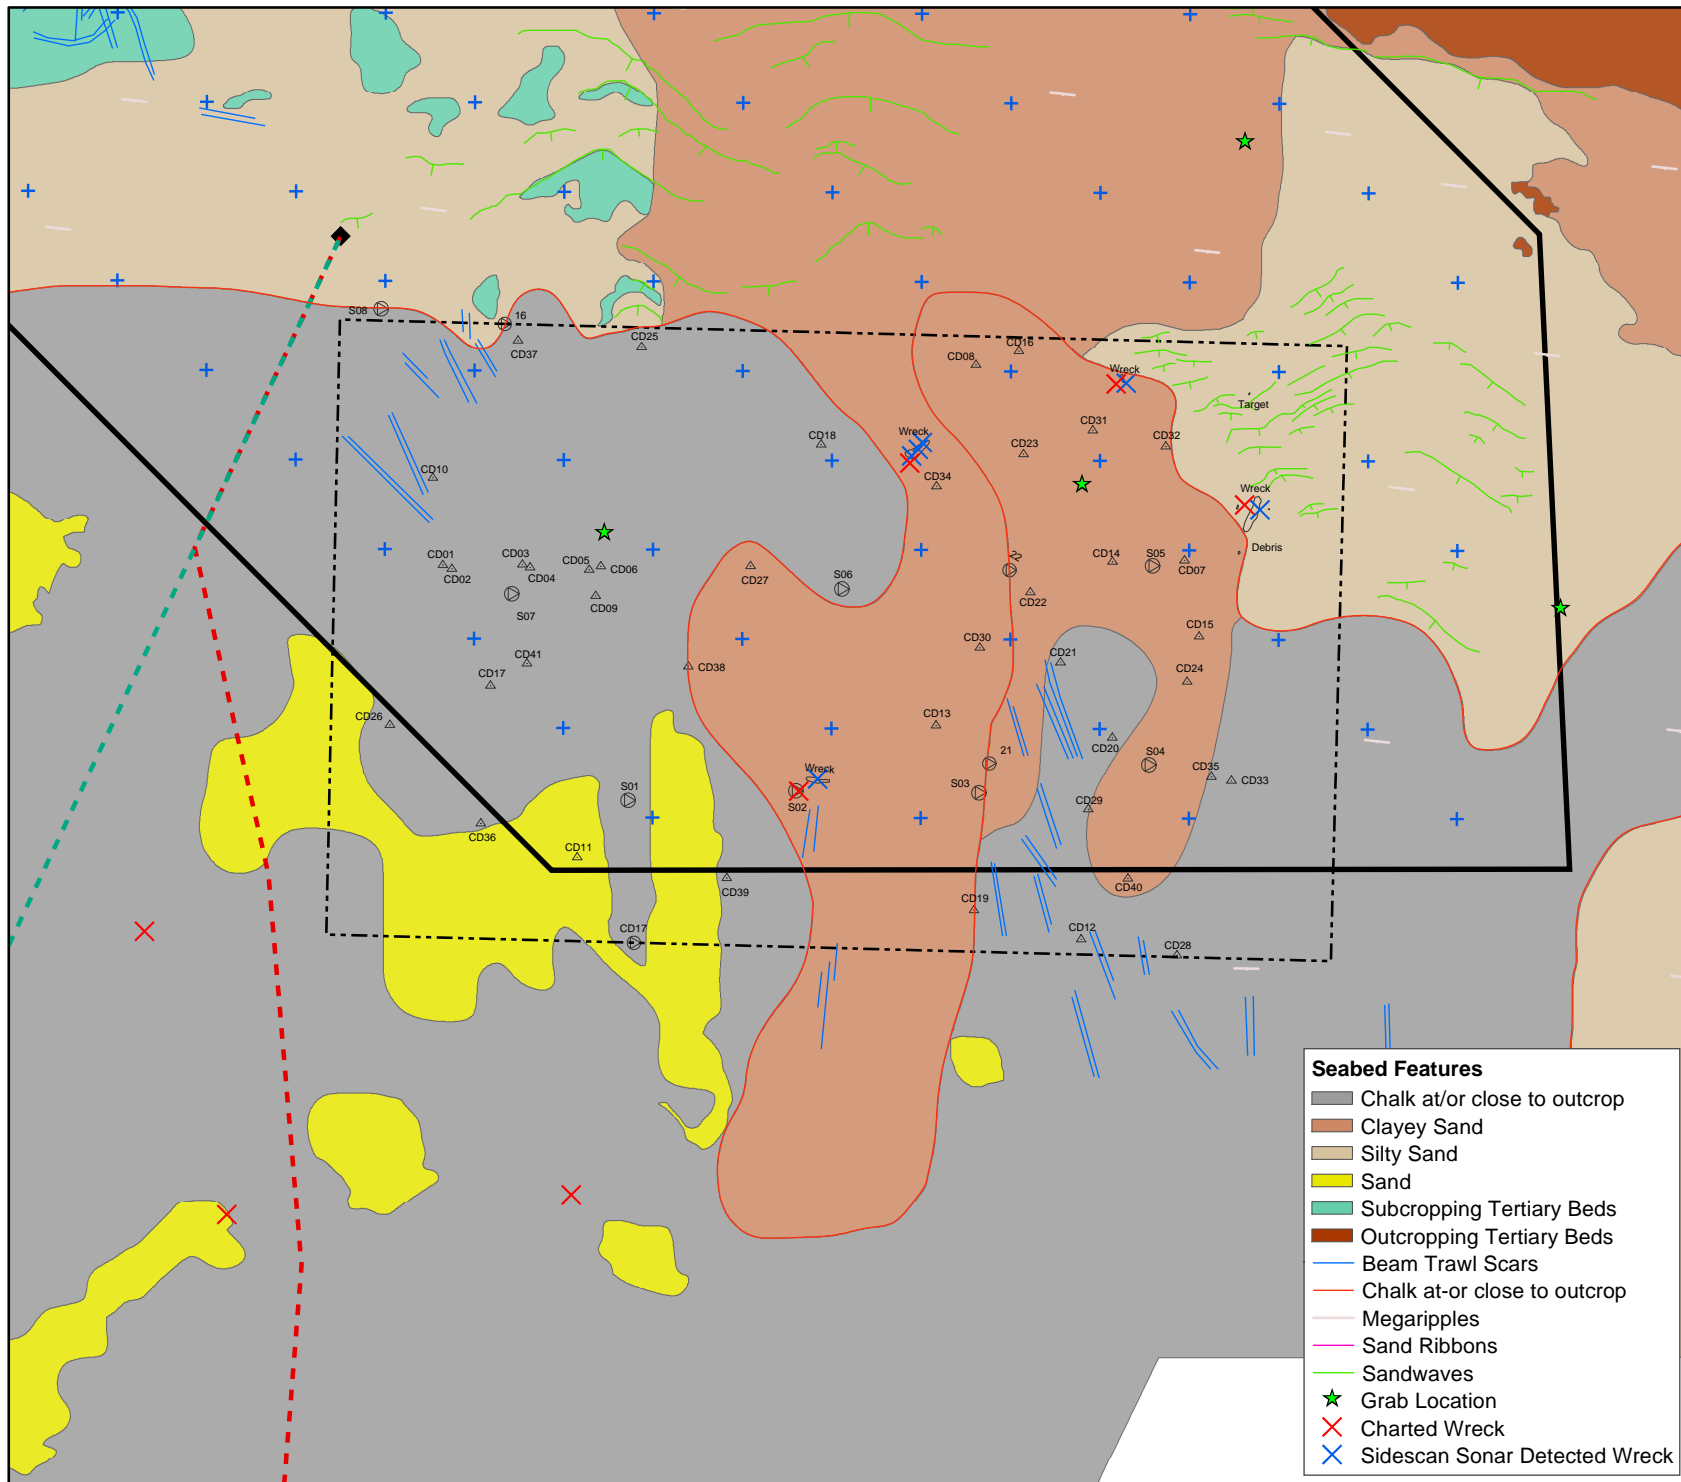 S08
16
CD37
CD25
CD16
CD08
Wreck
Target
CD31
CD18
Wreck
CD23
CD32
CD10
CD34
Wreck
CD01
CD02
CD03
CD04
CD05
CD06
CD27
S06
22
CD14
S05
CD07
Debris
S07
CD09
CD22
CD41
CD17
CD38
CD30
CD21
CD15
CD24
CD26
CD13
CD20
21
S04
Wreck
S01
S02
S03
CD35
CD33
CD29
CD36
CD11
CD39
CD40
CD19
CD17
CD12
CD28
Seabed Features
Chalk at/or close to outcrop
Clayey Sand
Silty Sand
Sand
Subcropping Tertiary Beds
Outcropping Tertiary Beds
Beam Trawl Scars
Chalk at-or close to outcrop
Megaripples
Sand Ribbons
Sandwaves
Grab Location
Charted Wreck
Sidescan Sonar Detected Wreck